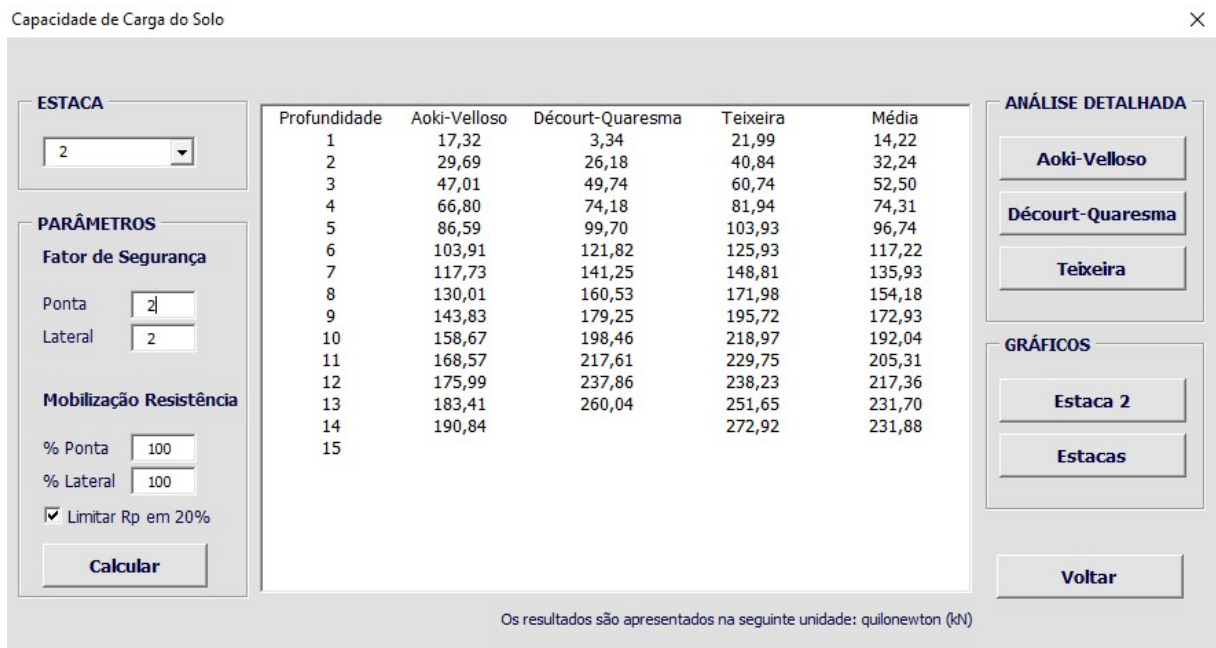 Capacidade de Carga do Solo
ESTACA
2
PARÂMETROS
Fator de Segurança
Ponta 2
Lateral 2
Mobilização Resistência
% Ponta 100
% Lateral 100
Limitar Rp em 20%
Calcular
Profundidade Aoki-Velloso Décourt-Quaresma Teixeira Média
1 17,32 3,34 21,99 14,22
2 29,69 26,18 40,84 32,24
3 47,01 49,74 60,74 52,50
4 66,80 74,18 81,94 74,31
5 86,59 99,70 103,93 96,74
6 103,91 121,82 125,93 117,22
7 117,73 141,25 148,81 135,93
8 130,01 160,53 171,98 154,18
9 143,83 179,25 195,72 172,93
10 158,67 198,46 218,97 192,04
11 168,57 217,61 229,75 205,31
12 175,99 237,86 238,23 217,36
13 183,41 260,04 251,65 231,70
14 190,84 272,92 231,88
15
ANÁLISE DETALHADA
Aoki-Velloso
Décourt-Quaresma
Teixeira
GRÁFICOS
Estaca 2
Estacas
Voltar
Os resultados são apresentados na seguinte unidade: quilonewton (kN)